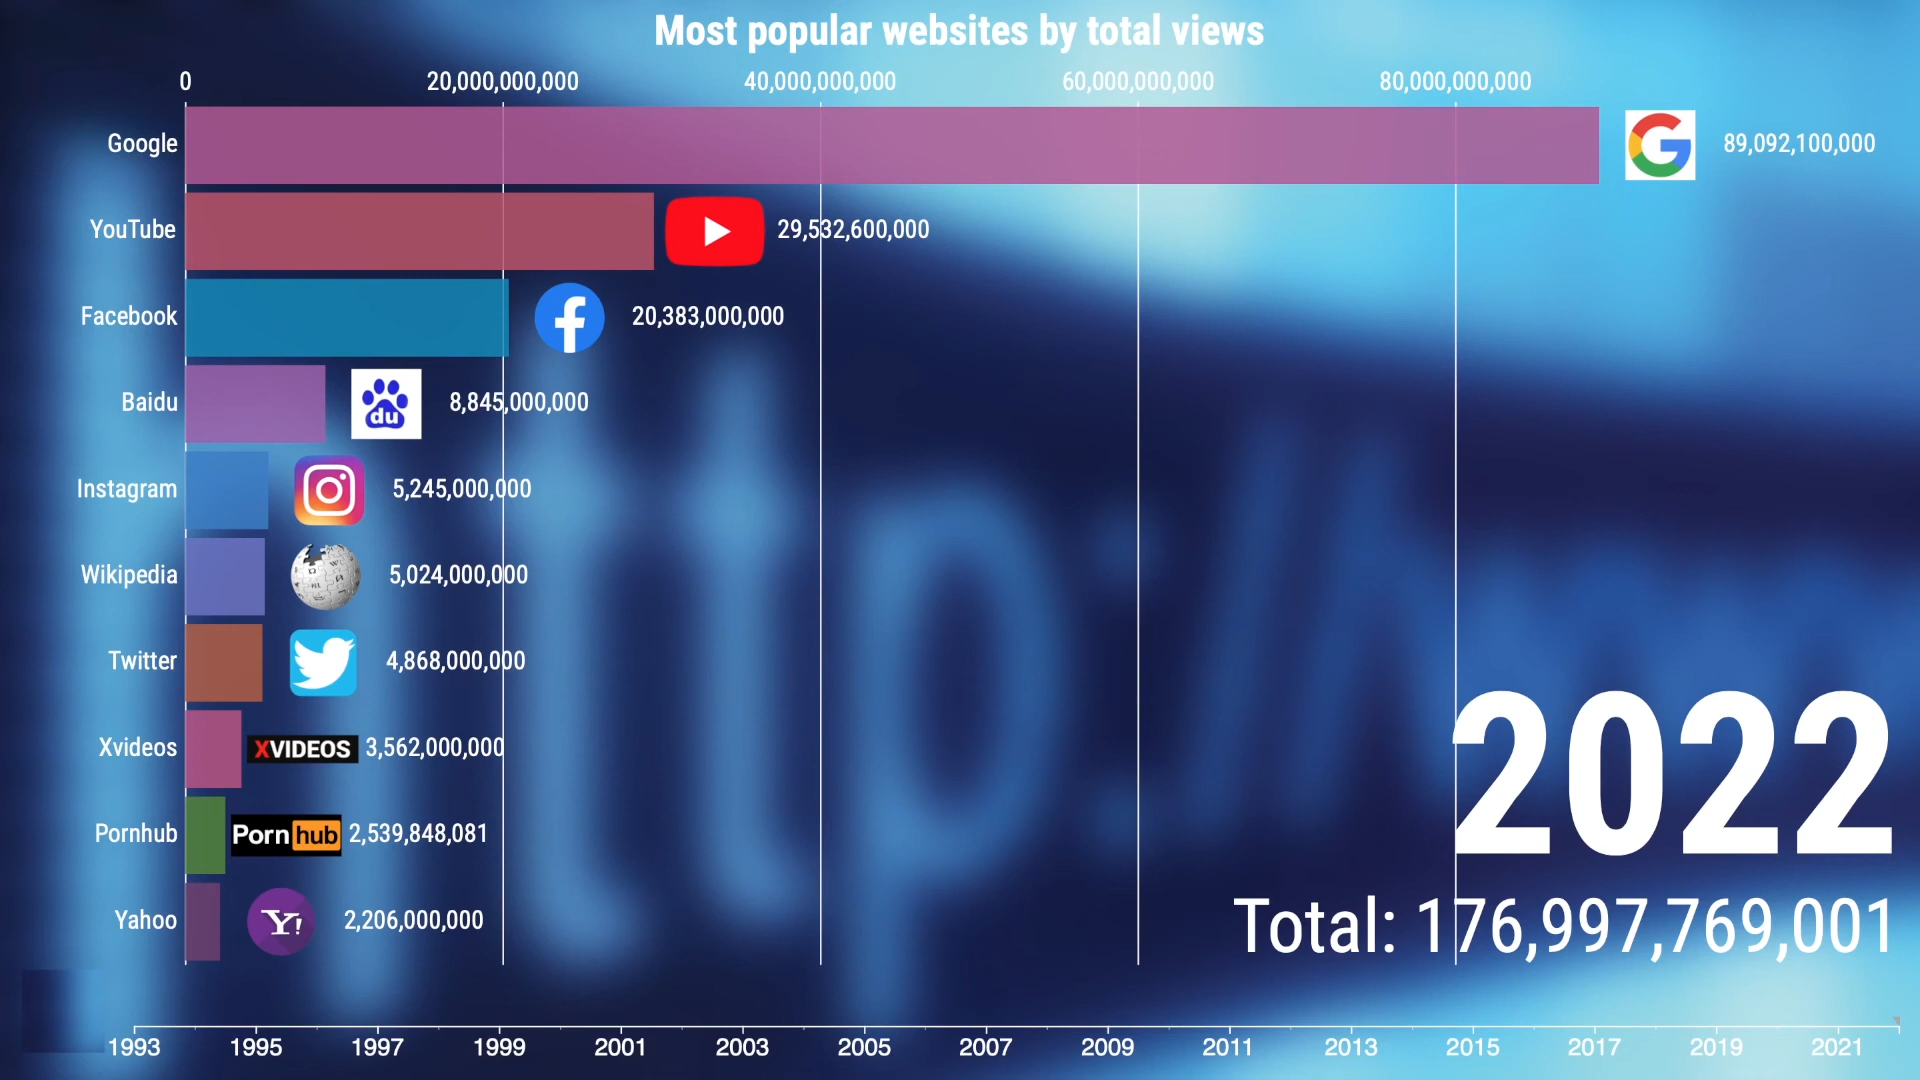 Most popular websites by total views
0 20,000,000,000 40,000,000,000 60,000,000,000 80,000,000,000
Google G 89,092,100,000
YouTube 29,532,600,000
Facebook f 20,383,000,000
Baidu du 8,845,000,000
Instagram 5,245,000,000
Wikipedia 5,024,000,000
Twitter 4,868,000,000
Xvideos XVIDEOS 3,562,000,000
Pornhub Porn hub 2,539,848,081
Yahoo Y! 2,206,000,000
2022
Total: 176,997,769,001
1993 1995 1997 1999 2001 2003 2005 2007 2009 2011 2013 2015 2017 2019 2021
http://www